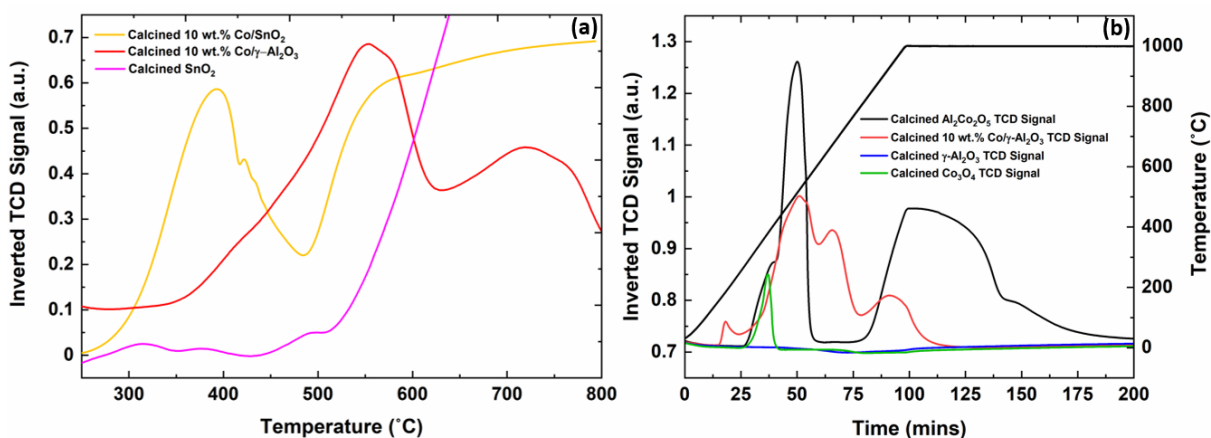 (a)
Calcined 10 wt.% Co/SnO₂
Calcined 10 wt.% Co/γ–Al₂O₃
Calcined SnO₂
Inverted TCD Signal (a.u.)
0.7
0.6
0.5
0.4
0.3
0.2
0.1
0
300
400
500
600
700
800
Temperature (˚C)
(b)
Calcined Al₂Co₂O₅ TCD Signal
Calcined 10 wt.% Co/γ-Al₂O₃ TCD Signal
Calcined γ-Al₂O₃ TCD Signal
Calcined Co₃O₄ TCD Signal
Inverted TCD Signal (a.u.)
1.3
1.2
1.1
1
0.9
0.8
0.7
0
25
50
75
100
125
150
175
200
Time (mins)
1000
800
600
400
200
0
Temperature (˚C)